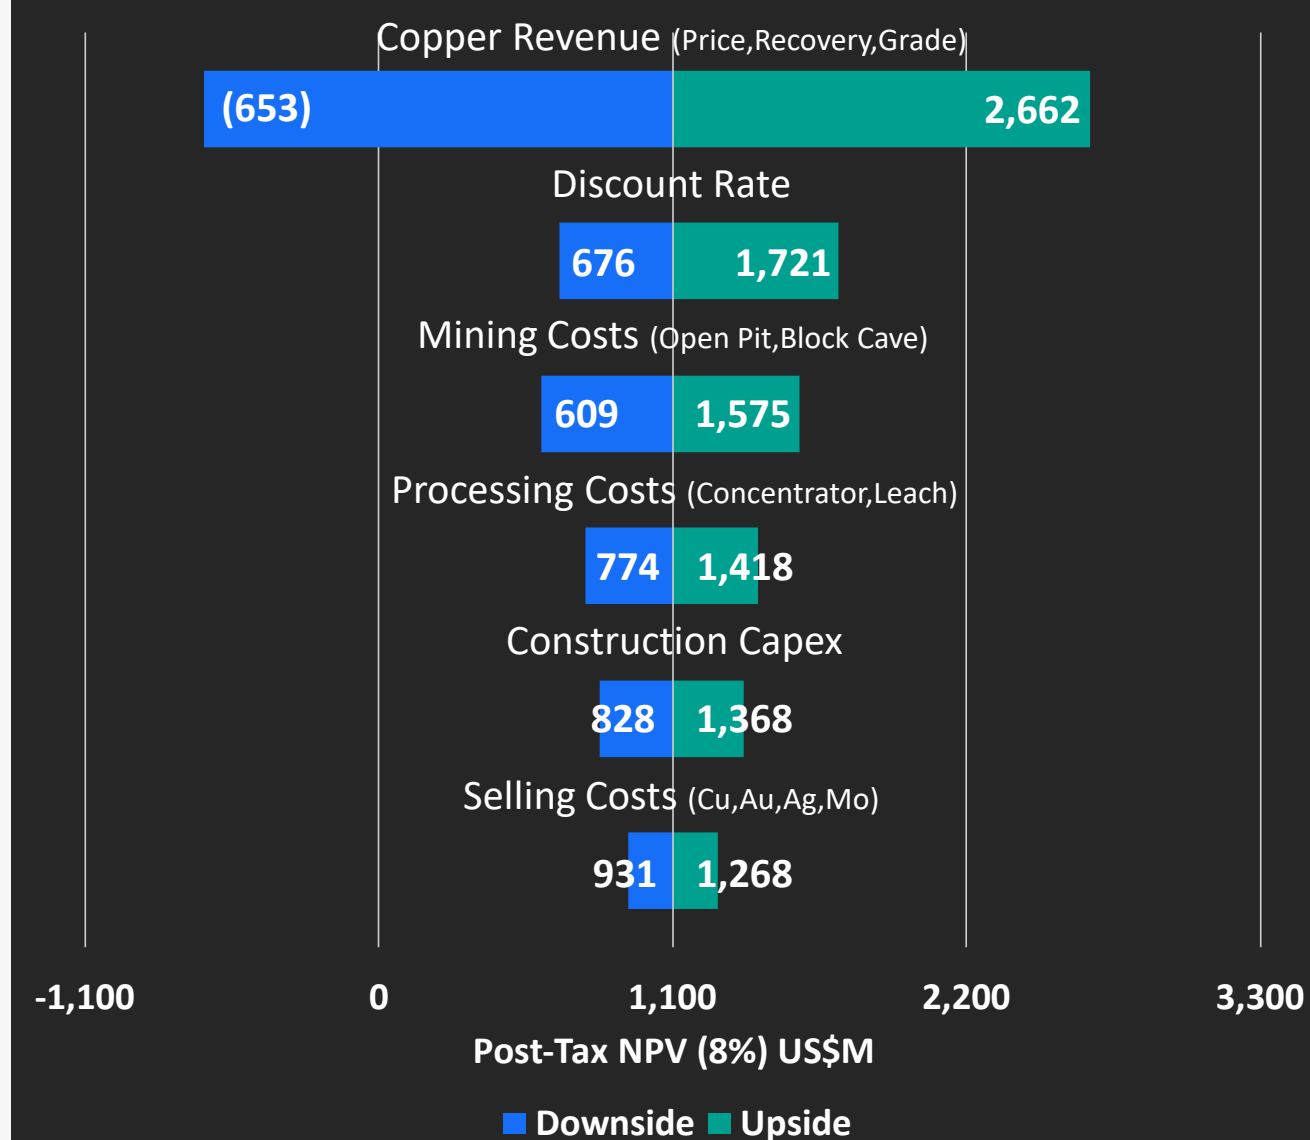 Copper Revenue (Price,Recovery,Grade)
(653) 2,662
Discount Rate
676 1,721
Mining Costs (Open Pit,Block Cave)
609 1,575
Processing Costs (Concentrator,Leach)
774 1,418
Construction Capex
828 1,368
Selling Costs (Cu,Au,Ag,Mo)
931 1,268
-1,100 0 1,100 2,200 3,300
Post-Tax NPV (8%) US$M
Downside Upside